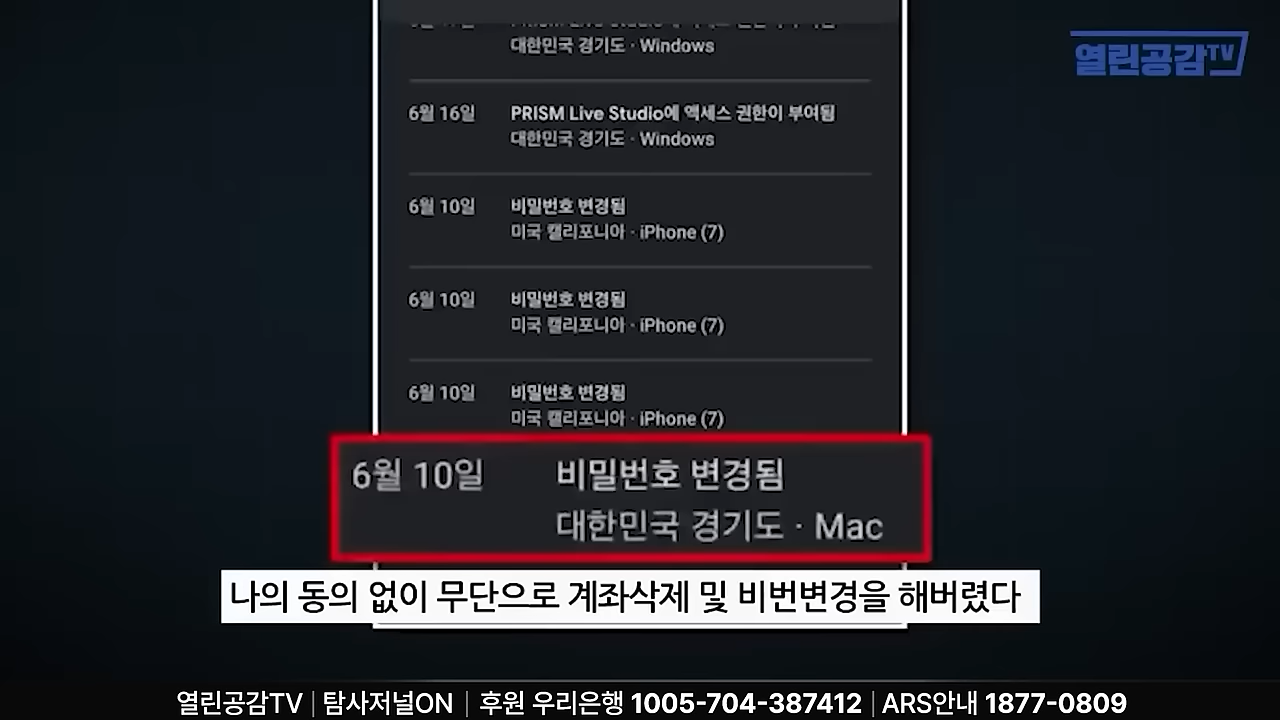 열린공감TV
대한민국 경기도 · Windows
6월 16일 PRISM Live Studio에 액세스 권한이 부여됨
대한민국 경기도 · Windows
6월 10일 비밀번호 변경됨
미국 캘리포니아 · iPhone (7)
6월 10일 비밀번호 변경됨
미국 캘리포니아 · iPhone (7)
6월 10일 비밀번호 변경됨
미국 캘리포니아 · iPhone (7)
6월 10일 비밀번호 변경됨
대한민국 경기도 · Mac
나의 동의 없이 무단으로 계좌삭제 및 비번변경을 해버렸다
열린공감TV | 탐사저널ON | 후원 우리은행 1005-704-387412 | ARS안내 1877-0809